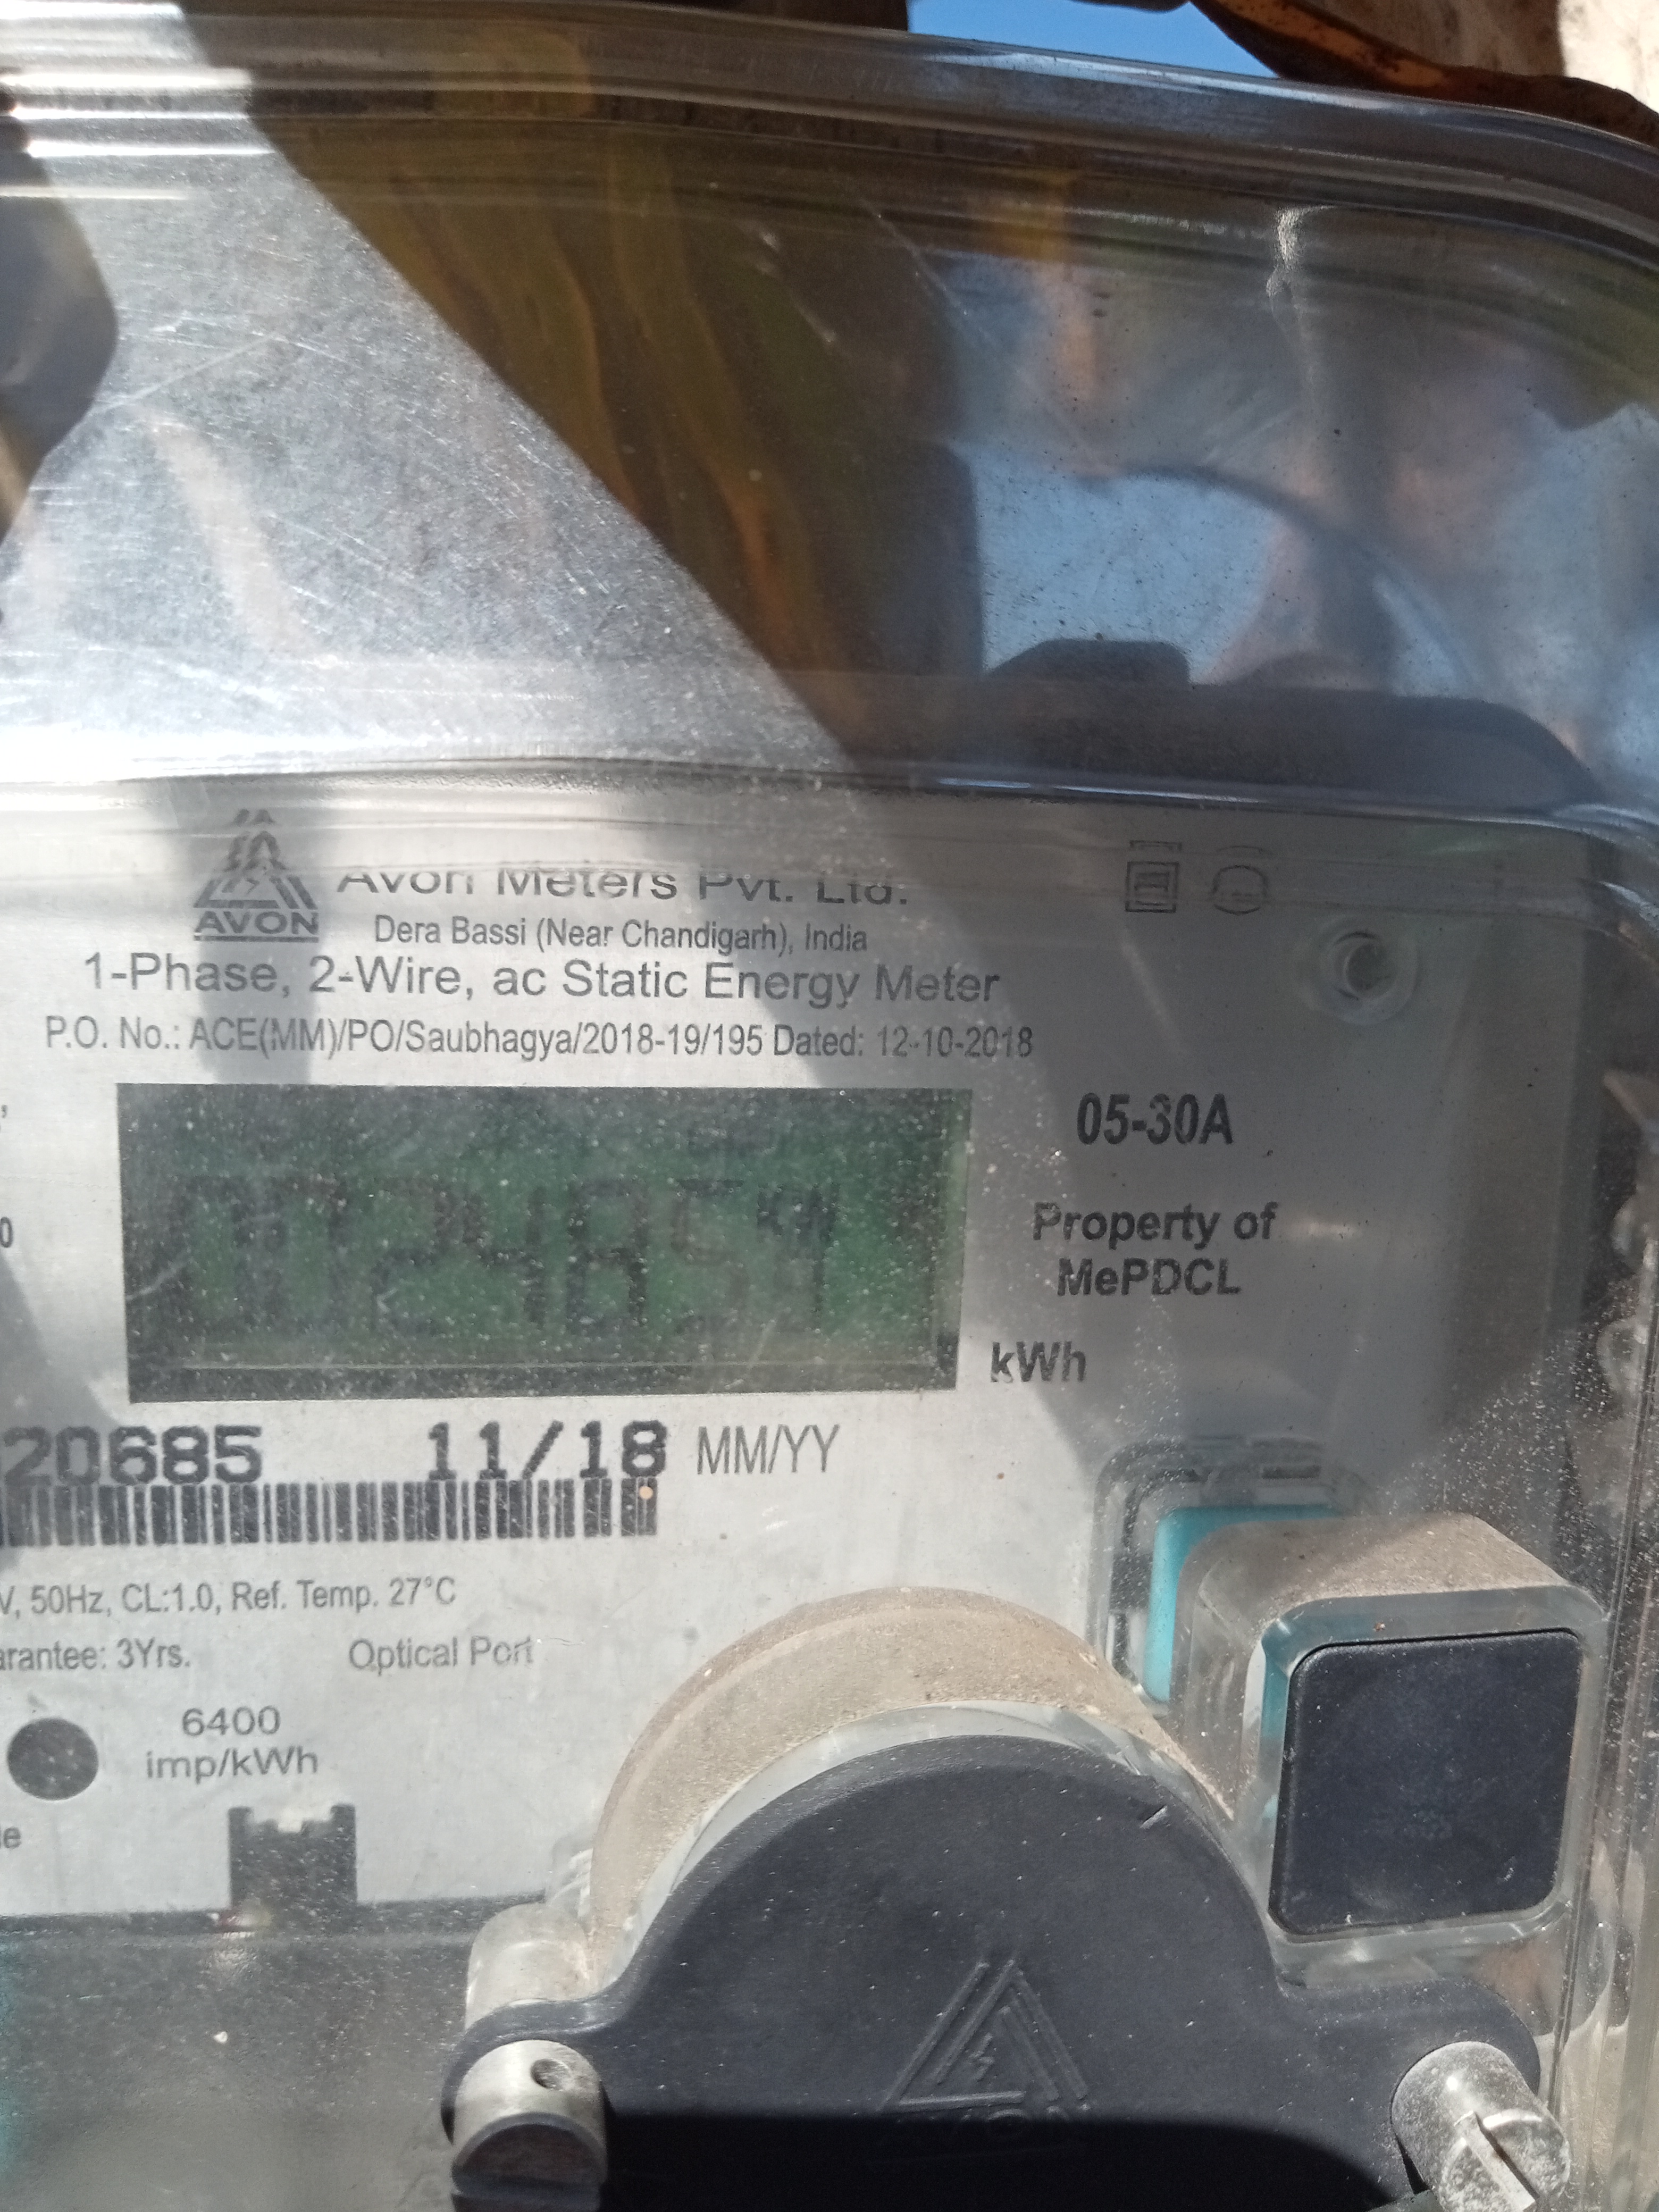 AVON
Avon Meters Pvt. Ltd.
Dera Bassi (Near Chandigarh), India
1-Phase, 2-Wire, ac Static Energy Meter
P.O. No.: ACE(MM)/PO/Saubhagya/2018-19/195 Dated: 12-10-2018
05-30A
Property of
MePDCL
kWh
20685 11/18 MM/YY
V, 50Hz, CL:1.0, Ref. Temp. 27°C
arantee: 3Yrs. Optical Port
6400
imp/kWh